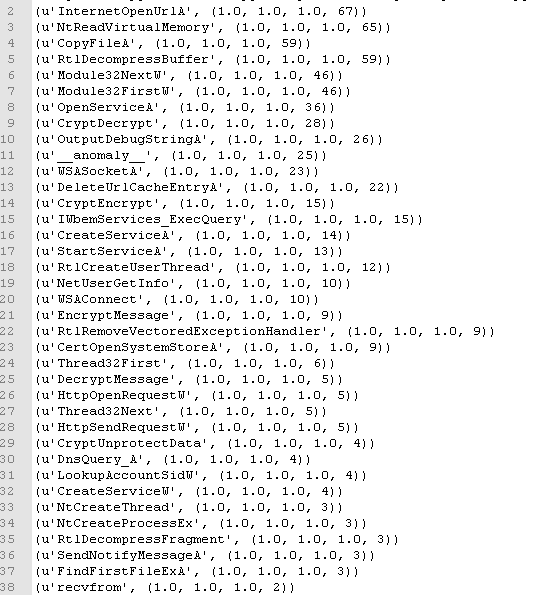 2 (u'InternetOpenUrlA', (1.0, 1.0, 1.0, 67))
3 (u'NtReadVirtualMemory', (1.0, 1.0, 1.0, 65))
4 (u'CopyFileA', (1.0, 1.0, 1.0, 59))
5 (u'RtlDecompressBuffer', (1.0, 1.0, 1.0, 59))
6 (u'Module32NextW', (1.0, 1.0, 1.0, 46))
7 (u'Module32FirstW', (1.0, 1.0, 1.0, 46))
8 (u'OpenServiceA', (1.0, 1.0, 1.0, 36))
9 (u'CryptDecrypt', (1.0, 1.0, 1.0, 28))
10 (u'OutputDebugStringA', (1.0, 1.0, 1.0, 26))
11 (u'__anomaly__', (1.0, 1.0, 1.0, 25))
12 (u'WSASocketA', (1.0, 1.0, 1.0, 23))
13 (u'DeleteUrlCacheEntryA', (1.0, 1.0, 1.0, 22))
14 (u'CryptEncrypt', (1.0, 1.0, 1.0, 15))
15 (u'IWbemServices_ExecQuery', (1.0, 1.0, 1.0, 15))
16 (u'CreateServiceA', (1.0, 1.0, 1.0, 14))
17 (u'StartServiceA', (1.0, 1.0, 1.0, 13))
18 (u'RtlCreateUserThread', (1.0, 1.0, 1.0, 12))
19 (u'NetUserGetInfo', (1.0, 1.0, 1.0, 10))
20 (u'WSAConnect', (1.0, 1.0, 1.0, 10))
21 (u'EncryptMessage', (1.0, 1.0, 1.0, 9))
22 (u'RtlRemoveVectoredExceptionHandler', (1.0, 1.0, 1.0, 9))
23 (u'CertOpenSystemStoreA', (1.0, 1.0, 1.0, 9))
24 (u'Thread32First', (1.0, 1.0, 1.0, 6))
25 (u'DecryptMessage', (1.0, 1.0, 1.0, 5))
26 (u'HttpOpenRequestW', (1.0, 1.0, 1.0, 5))
27 (u'Thread32Next', (1.0, 1.0, 1.0, 5))
28 (u'HttpSendRequestW', (1.0, 1.0, 1.0, 5))
29 (u'CryptUnprotectData', (1.0, 1.0, 1.0, 4))
30 (u'DnsQuery_A', (1.0, 1.0, 1.0, 4))
31 (u'LookupAccountSidW', (1.0, 1.0, 1.0, 4))
32 (u'CreateServiceW', (1.0, 1.0, 1.0, 4))
33 (u'NtCreateThread', (1.0, 1.0, 1.0, 3))
34 (u'NtCreateProcessEx', (1.0, 1.0, 1.0, 3))
35 (u'RtlDecompressFragment', (1.0, 1.0, 1.0, 3))
36 (u'SendNotifyMessageA', (1.0, 1.0, 1.0, 3))
37 (u'FindFirstFileExA', (1.0, 1.0, 1.0, 3))
38 (u'recvfrom', (1.0, 1.0, 1.0, 2))